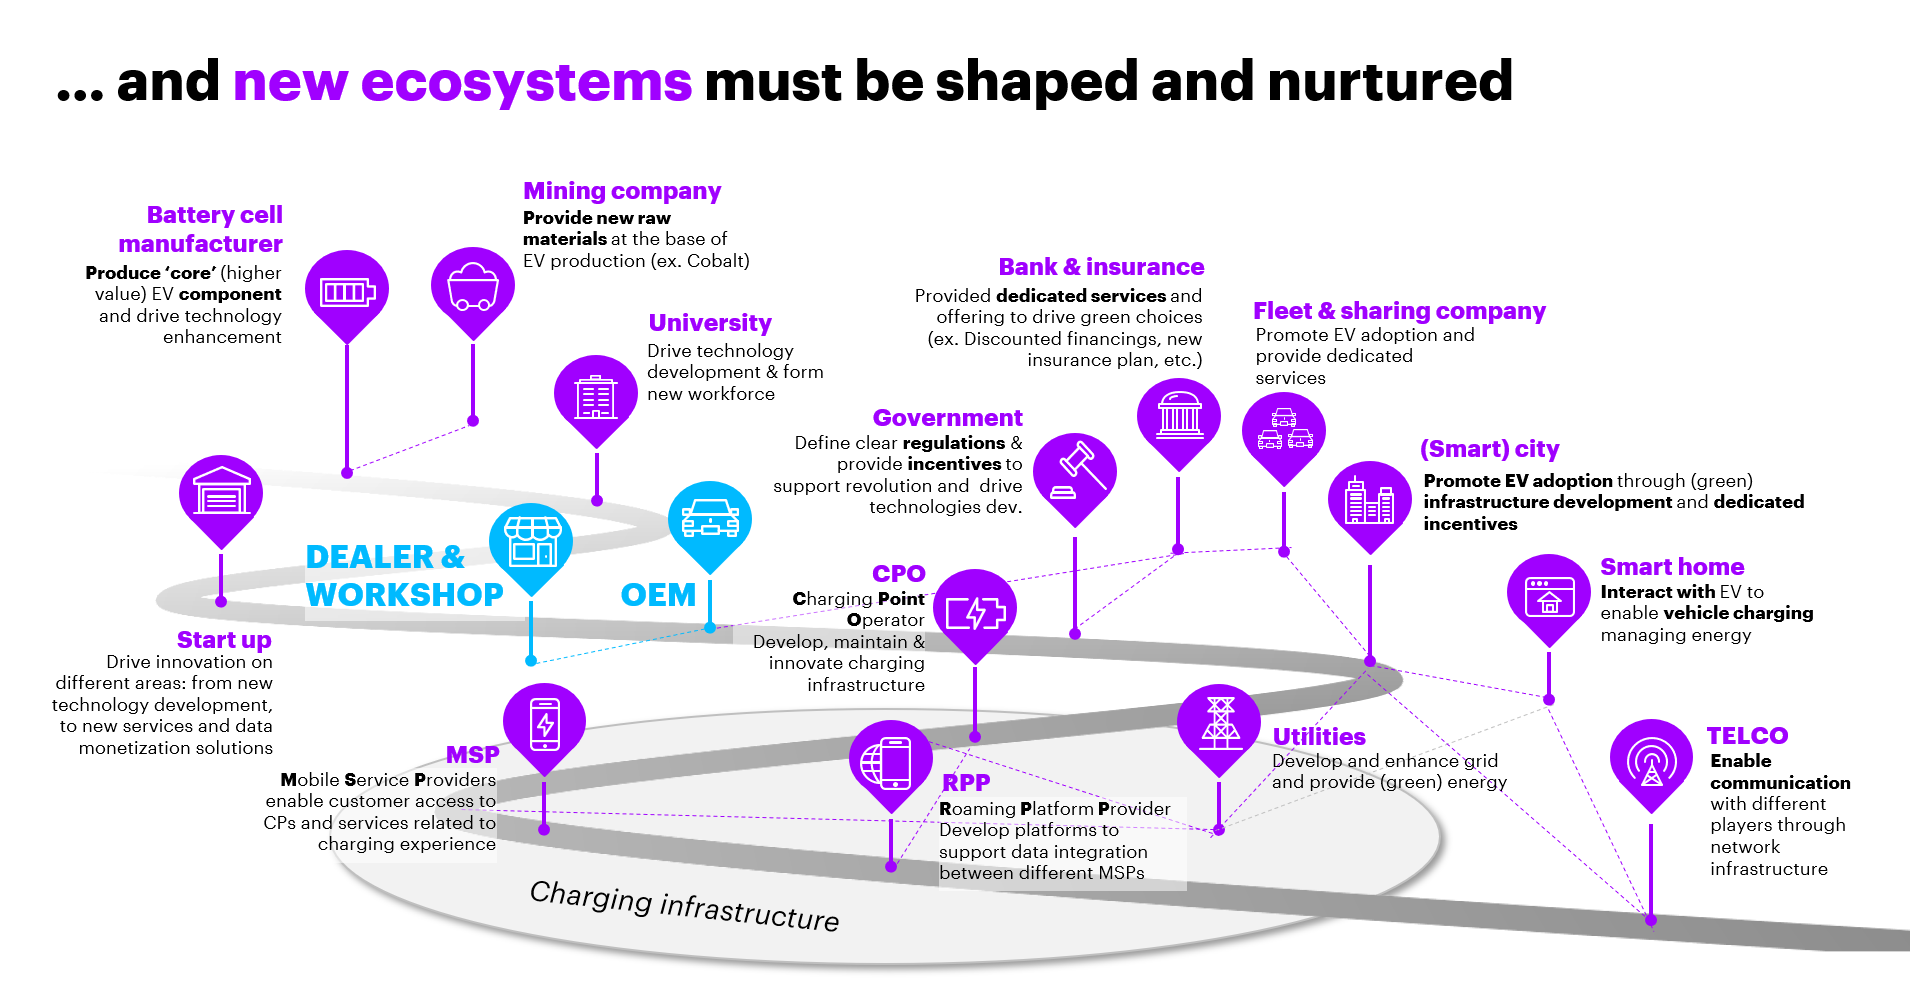 ... and new ecosystems must be shaped and nurtured
Battery cell
manufacturer
Produce ‘core’ (higher
value) EV component
and drive technology
enhancement
Mining company
Provide new raw
materials at the base of
EV production (ex. Cobalt)
University
Drive technology
development & form
new workforce
Bank & insurance
Provided dedicated services and
offering to drive green choices
(ex. Discounted financings, new
insurance plan, etc.)
Fleet & sharing company
Promote EV adoption and
provide dedicated
services
Government
Define clear regulations &
provide incentives to
support revolution and drive
technologies dev.
(Smart) city
Promote EV adoption through (green)
infrastructure development and dedicated
incentives
DEALER &
WORKSHOP
OEM
CPO
Charging Point
Operator
Develop, maintain &
innovate charging
infrastructure
Smart home
Interact with EV to
enable vehicle charging
managing energy
Start up
Drive innovation on
different areas: from new
technology development,
to new services and data
monetization solutions
MSP
Mobile Service Providers
enable customer access to
CPs and services related to
charging experience
RPP
Roaming Platform Provider
Develop platforms to
support data integration
between different MSPs
Utilities
Develop and enhance grid
and provide (green) energy
TELCO
Enable
communication
with different
players through
network
infrastructure
Charging infrastructure